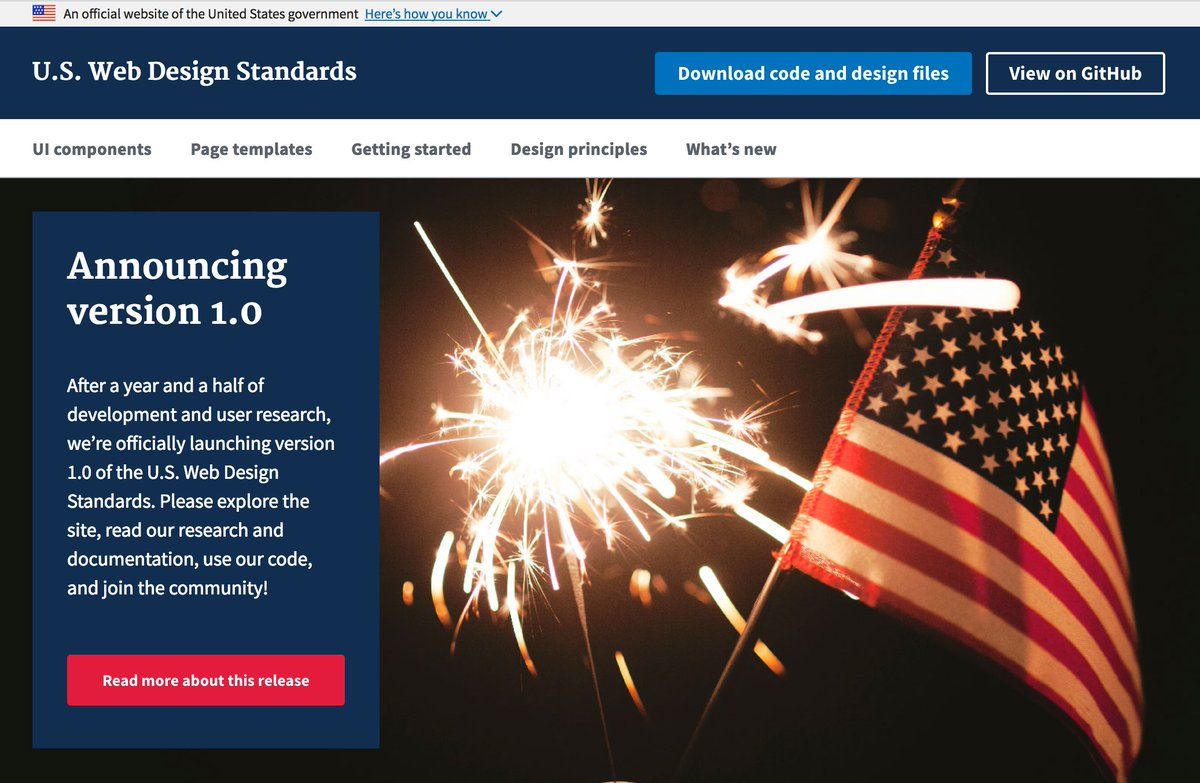 An official website of the United States government Here’s how you know
U.S. Web Design Standards
Download code and design files
View on GitHub
UI components
Page templates
Getting started
Design principles
What’s new
Announcing
version 1.0
After a year and a half of
development and user research,
we’re officially launching version
1.0 of the U.S. Web Design
Standards. Please explore the
site, read our research and
documentation, use our code,
and join the community!
Read more about this release